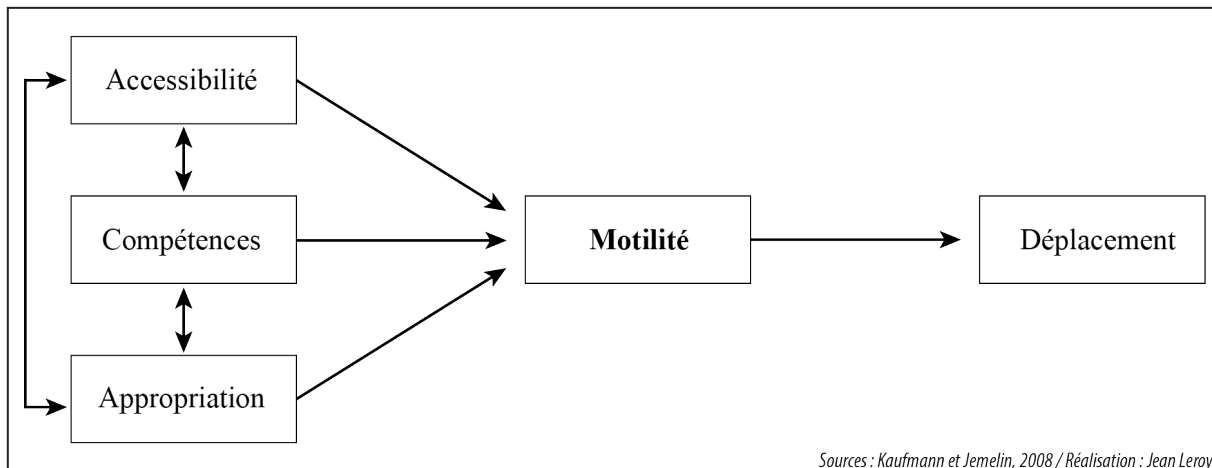 Accessibilité
Compétences
Motilité
Déplacement
Appropriation
Sources : Kaufmann et Jemelin, 2008 / Réalisation : Jean Leroy